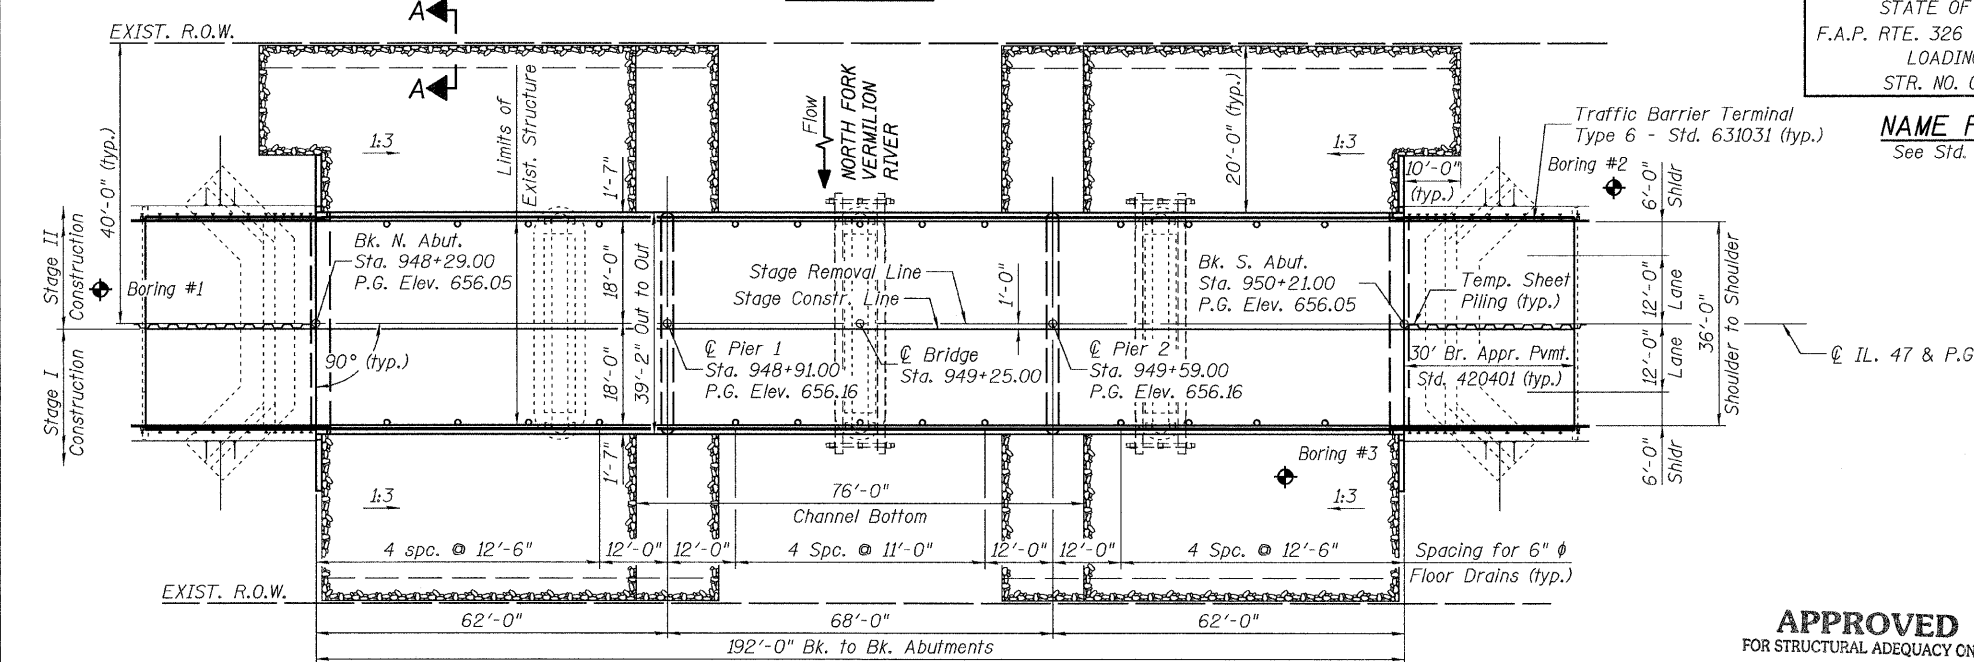 A
A
EXIST. R.O.W.
STATE OF
F.A.P. RTE. 326
LOADING
STR. NO.
NAME
See Std.
Traffic Barrier Terminal
Type 6 - Std. 631031 (typ.)
Limits of
Exist. Structure
Flow
NORTH FORK
VERMILION
RIVER
1:3
1:3
40'-0" (typ.)
20'-0" (typ.)
1'-7"
10'-0"
(typ.)
Boring #2
6'-0"
Shldr
Stage II
Construction
Boring #1
Bk. N. Abut.
Sta. 948+29.00
P.G. Elev. 656.05
18'-0"
39'-2" Out to Out
Stage Removal Line
Stage Constr. Line
1'-0"
Bk. S. Abut.
Sta. 950+21.00
P.G. Elev. 656.05
Temp. Sheet
Piling (typ.)
12'-0"
Lane
36'-0"
Shoulder to Shoulder
Stage I
Construction
90° (typ.)
18'-0"
℄ Pier 1
Sta. 948+91.00
P.G. Elev. 656.16
℄ Bridge
Sta. 949+25.00
℄ Pier 2
Sta. 949+59.00
P.G. Elev. 656.16
30' Br. Appr. Pvmt.
Std. 420401 (typ.)
12'-0"
Lane
℄ IL. 47 & P.G
1'-7"
Boring #3
6'-0"
Shldr
1:3
76'-0"
Channel Bottom
1:3
4 spc. @ 12'-6"
12'-0"
12'-0"
4 Spc. @ 11'-0"
12'-0"
12'-0"
4 Spc. @ 12'-6"
Spacing for 6" ϕ
Floor Drains (typ.)
EXIST. R.O.W.
62'-0"
68'-0"
62'-0"
192'-0" Bk. to Bk. Abutments
APPROVED
FOR STRUCTURAL ADEQUACY ON